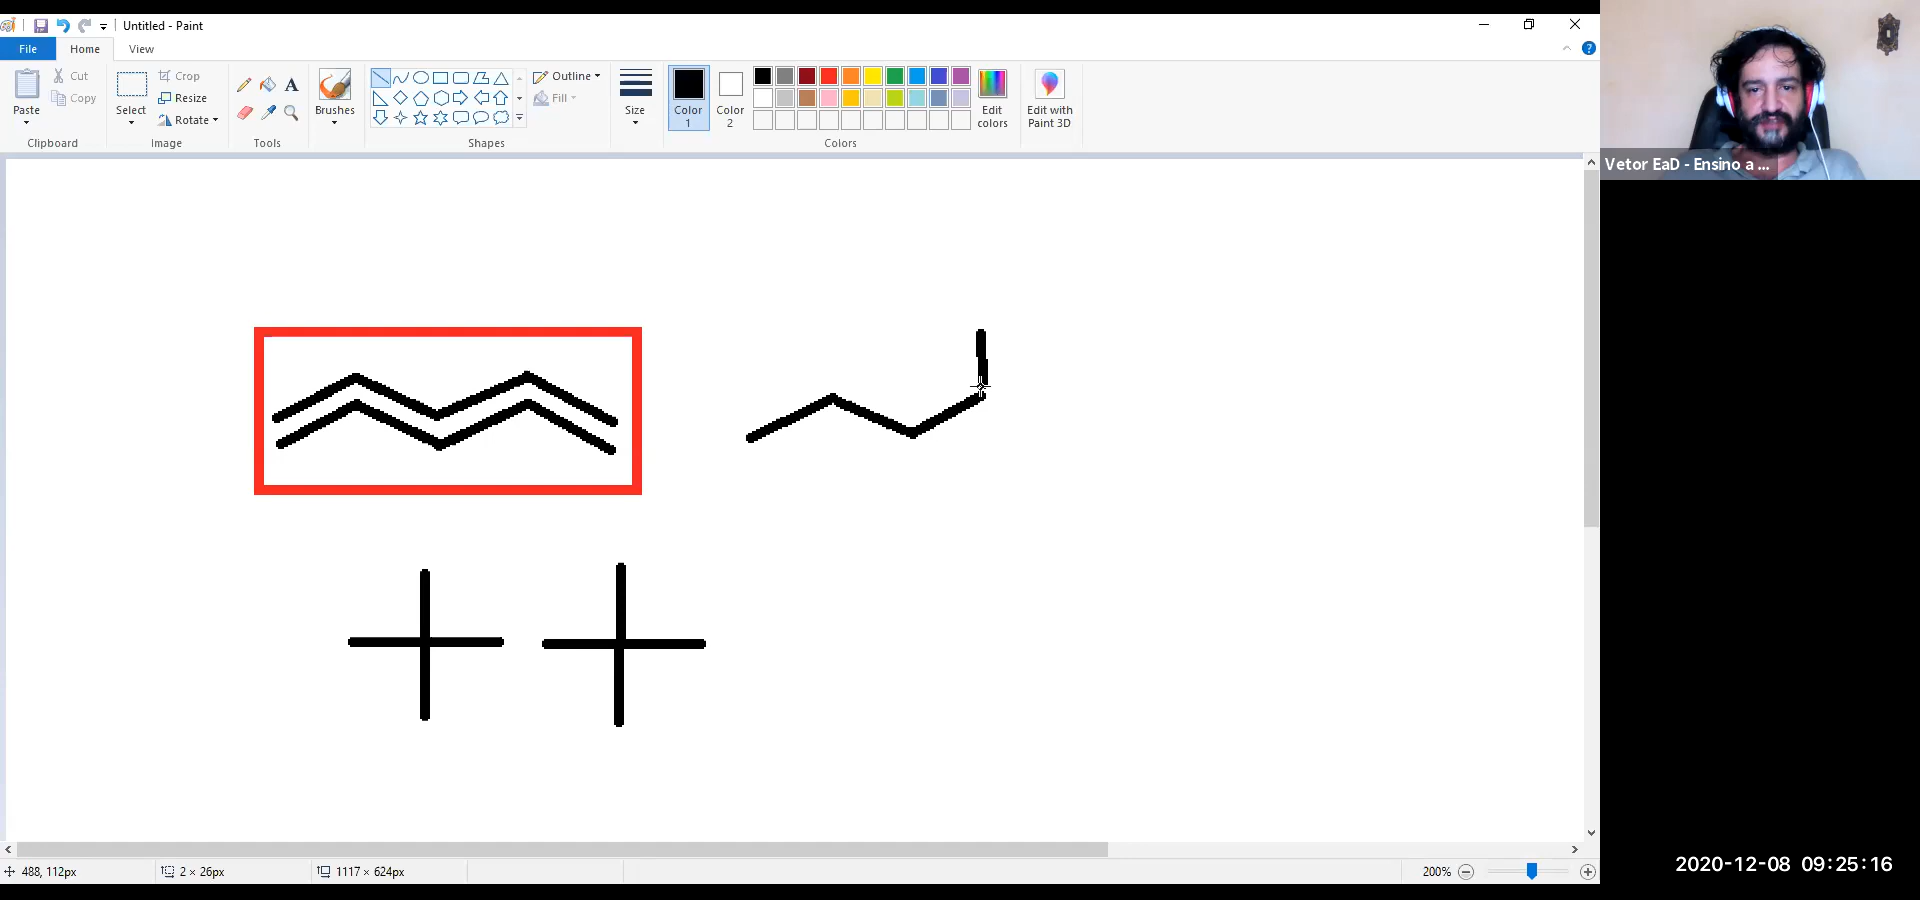 Untitled - Paint
File Home View
Paste
Cut
Copy
Clipboard
Select
Crop
Resize
Rotate
Image
Tools
Brushes
Shapes
Outline
Fill
Size
Color 1
Color 2
Edit colors
Colors
Edit with Paint 3D
Vetor EaD - Ensino a ...
488, 112px
2 × 26px
1117 × 624px
200%
2020-12-08 09:25:16